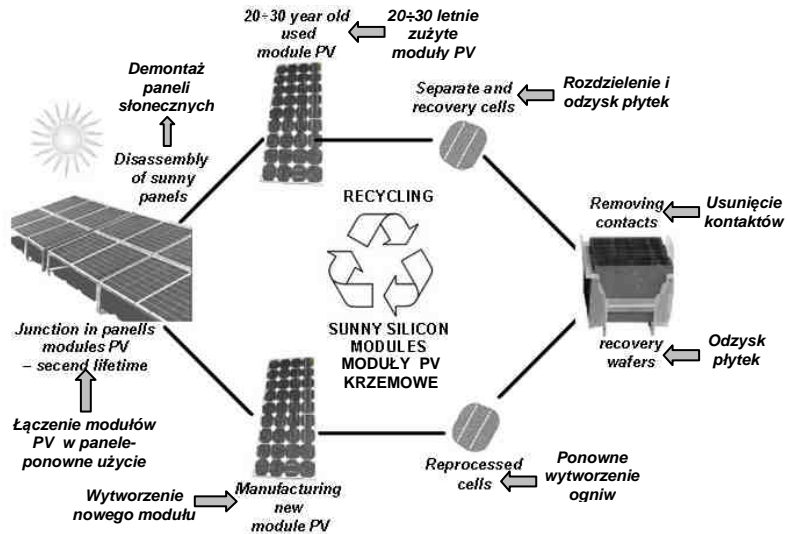 20÷30 year old
used
module PV
20÷30 letnie
zużyte
moduły PV
Demontaż
paneli
słonecznych
Disassembly
of sunny
panels
Separate and
recovery cells
Rozdzielenie i
odzysk płytek
Removing
contacts
Usunięcie
kontaktów
RECYCLING
SUNNY SILICON
MODULES
MODUŁY PV
KRZEMOWE
recovery
wafers
Odzysk
płytek
Junction in panells
modules PV
– secend lifetime
Łączenie modułów
PV w panele-
ponowne użycie
Reprocessed
cells
Ponowne
wytworzenie
ogniw
Wytworzenie
nowego modułu
Manufacturing
new
module PV